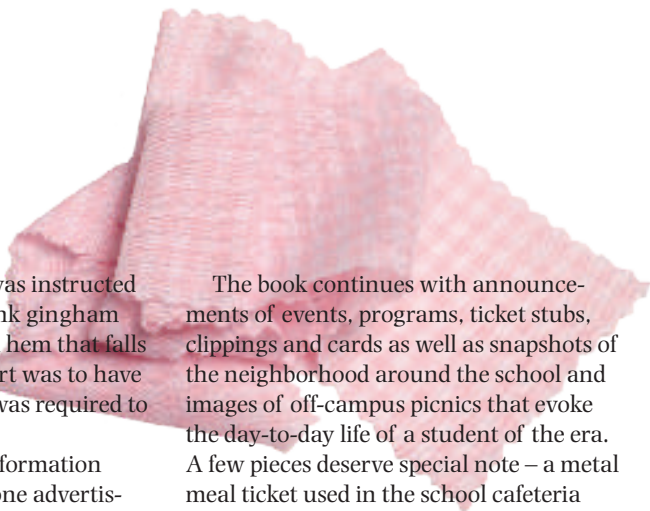 was instructed
nk gingham
hem that falls
rt was to have
was required to
formation
one advertis-
The book continues with announce-
ments of events, programs, ticket stubs,
clippings and cards as well as snapshots of
the neighborhood around the school and
images of off-campus picnics that evoke
the day-to-day life of a student of the era.
A few pieces deserve special note – a metal
meal ticket used in the school cafeteria